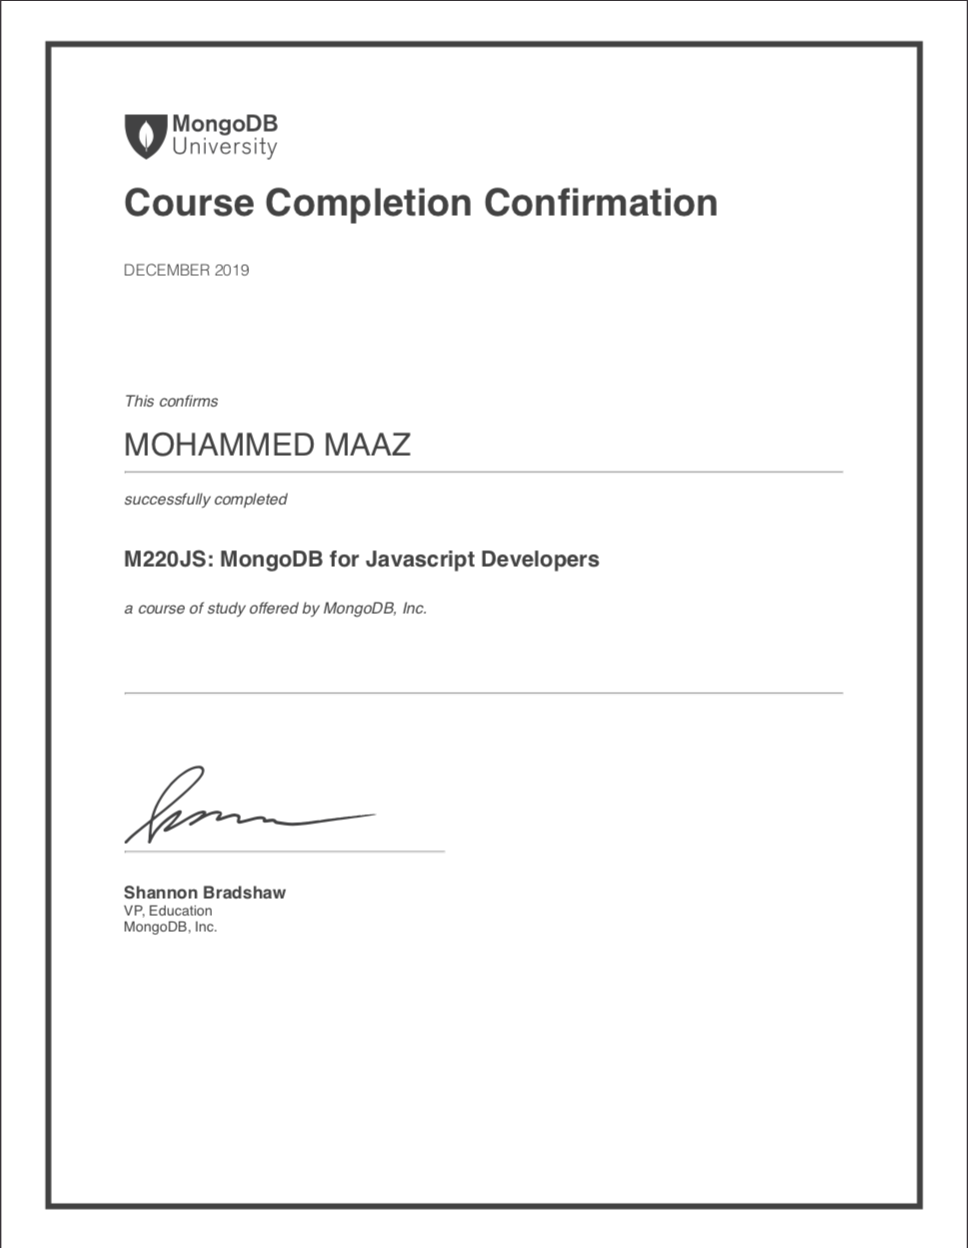 MongoDB
University
Course Completion Confirmation
DECEMBER 2019
This confirms
MOHAMMED MAAZ
successfully completed
M220JS: MongoDB for Javascript Developers
a course of study offered by MongoDB, Inc.
Shannon Bradshaw
VP, Education
MongoDB, Inc.